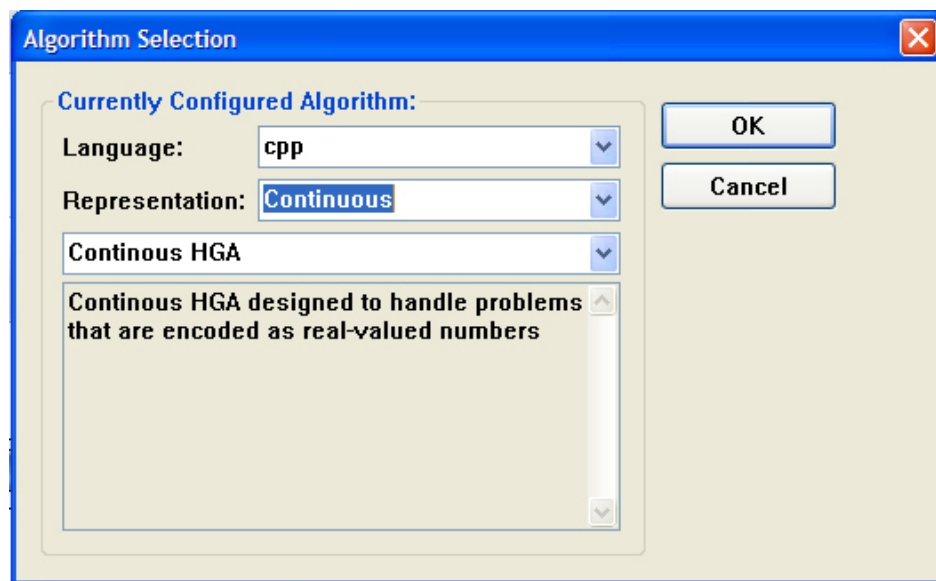 Algorithm Selection
Currently Configured Algorithm:
Language: cpp
Representation: Continuous
Continous HGA
Continous HGA designed to handle problems
that are encoded as real-valued numbers
OK
Cancel